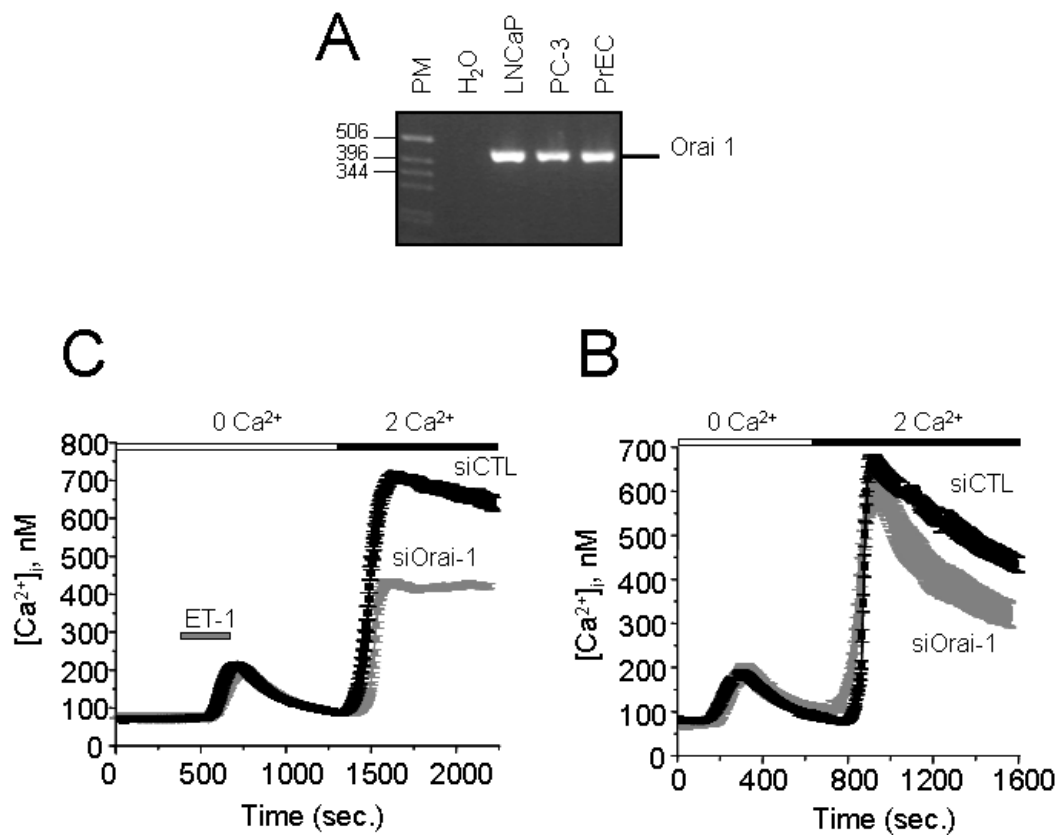 A
PM
H₂O
LNCaP
PC-3
PrEC
506
396
344
Orai 1
C
0 Ca²⁺
2 Ca²⁺
800
700
600
500
400
300
200
100
0
[Ca²⁺]ᵢ, nM
siCTL
siOrai-1
ET-1
0
500
1000
1500
2000
Time (sec.)
B
0 Ca²⁺
2 Ca²⁺
700
600
500
400
300
200
100
0
[Ca²⁺]ᵢ, nM
siCTL
siOrai-1
0
400
800
1200
1600
Time (sec.)